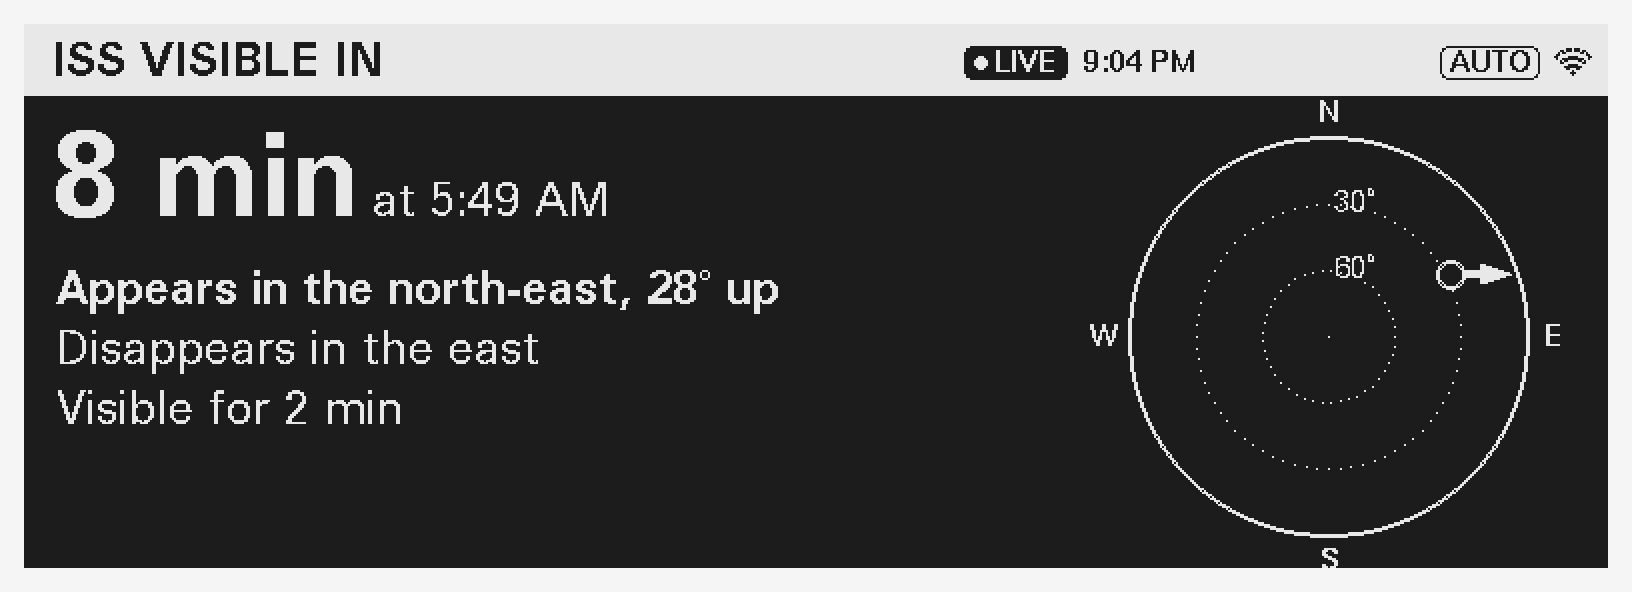 ISS VISIBLE IN
LIVE 9:04 PM
AUTO
8 min at 5:49 AM
Appears in the north-east, 28° up
Disappears in the east
Visible for 2 min
N
30°
60°
W
E
S